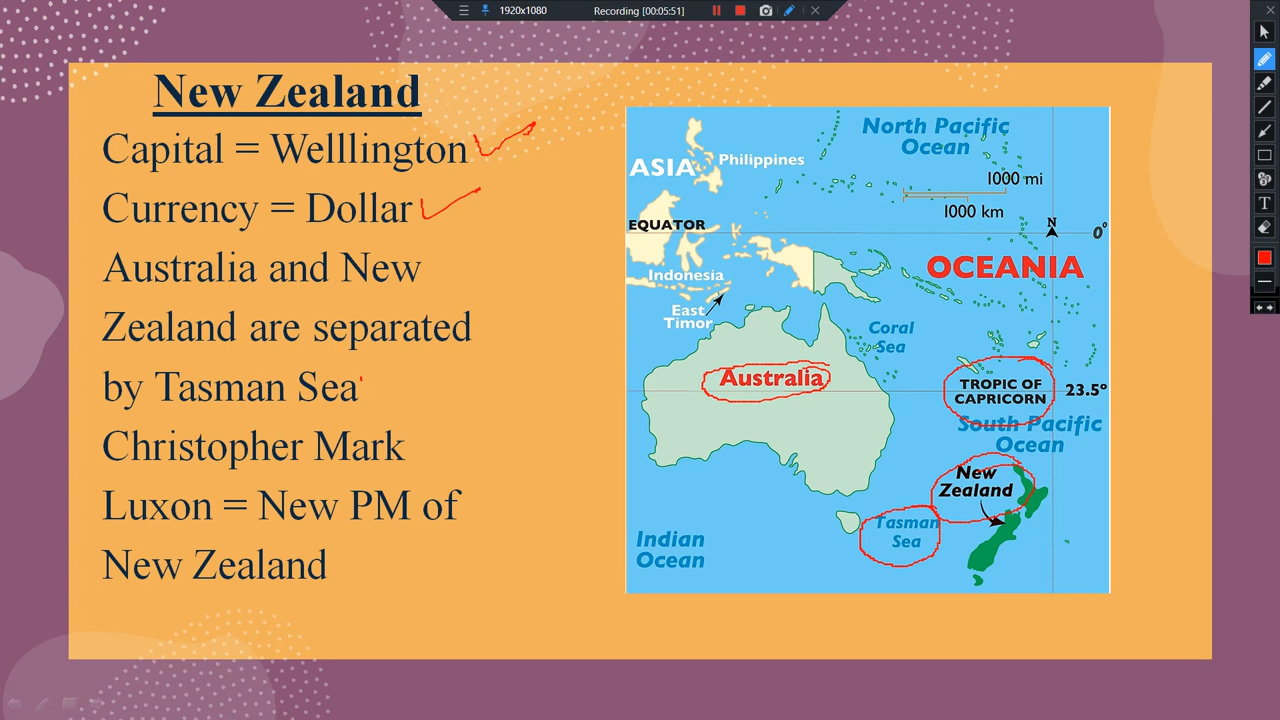 1920x1080
Recording [00:05:51]
New Zealand
Capital = Welllington
Currency = Dollar
Australia and New
Zealand are separated
by Tasman Sea
Christopher Mark
Luxon = New PM of
New Zealand
North Pacific
Ocean
ASIA
Philippines
1000 mi
1000 km
EQUATOR
N
0°
Indonesia
OCEANIA
East
Timor
Coral
Sea
Australia
TROPIC OF
CAPRICORN
23.5°
South Pacific
Ocean
New
Zealand
Tasman
Sea
Indian
Ocean
T